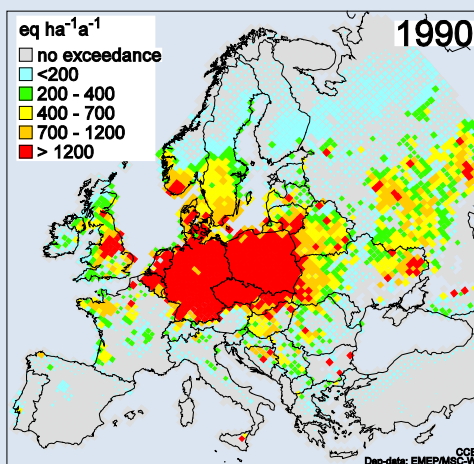 eq ha⁻¹a⁻¹
1990
no exceedance
<200
200 - 400
400 - 700
700 - 1200
> 1200
Dep-data: EMEP/MSC-W